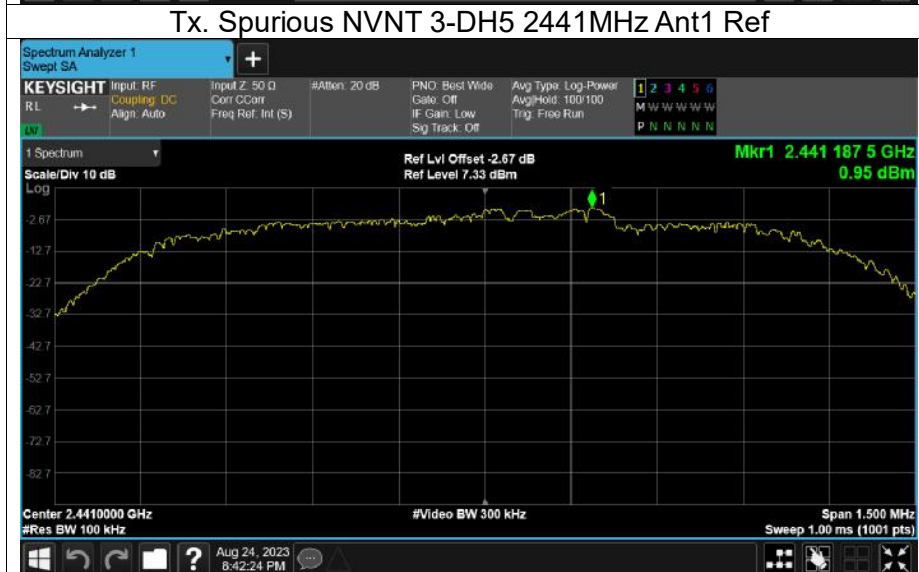 Tx. Spurious NVNT 3-DH5 2441MHz Ant1 Ref
Spectrum Analyzer 1
Swept SA
+
KEYSIGHT
RL
Input: RF
Coupling: DC
Align: Auto
Input Z: 50 Ω
Corr CCorr
Freq Ref: Int (S)
#Atten: 20 dB
PNO: Best Wide
Gate: Off
IF Gain: Low
Sig Track: Off
Avg Type: Log-Power
Avg|Hold: 100/100
Trig: Free Run
1 2 3 4 5 6
M W W W W W
P N N N N N
1 Spectrum
Scale/Div 10 dB
Log
Ref Lvl Offset -2.67 dB
Ref Level 7.33 dBm
Mkr1 2.441 187 5 GHz
0.95 dBm
1
-2.67
-12.7
-22.7
-32.7
-42.7
-52.7
-62.7
-72.7
-82.7
Center 2.4410000 GHz
#Res BW 100 kHz
#Video BW 300 kHz
Span 1.500 MHz
Sweep 1.00 ms (1001 pts)
?
Aug 24, 2023
8:42:24 PM